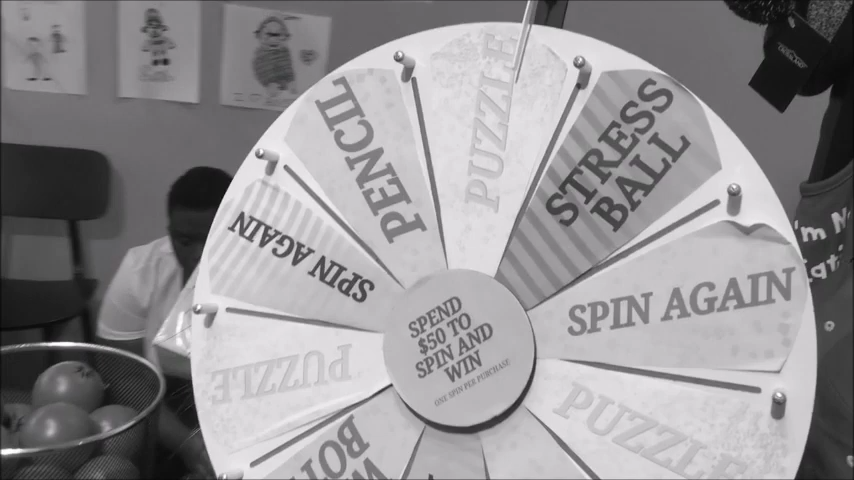 PENCIL
PUZZLE
STRESS
BALL
SPIN AGAIN
SPIN AGAIN
SPEND
$50 TO
SPIN AND
WIN
ONE SPIN PER PURCHASE
PUZZLE
PUZZLE
I'm